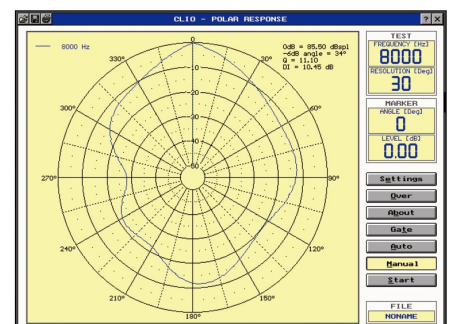 CLIO - POLAR RESPONSE
? X
8000 Hz
0dB = 85.50 dBspl
-6dB angle = 34°
Q = 11.10
DI = 10.45 dB
0
330°
30°
-10
300°
-20
60°
-30
-40
-50
270°
90°
240°
120°
210°
150°
180°
TEST
FREQUENCY [Hz]
8000
RESOLUTION [Deg]
30
MARKER
ANGLE [Deg]
0
LEVEL [dB]
0.00
Settings
Over
About
Gate
Auto
Manual
Start
FILE
NONAME